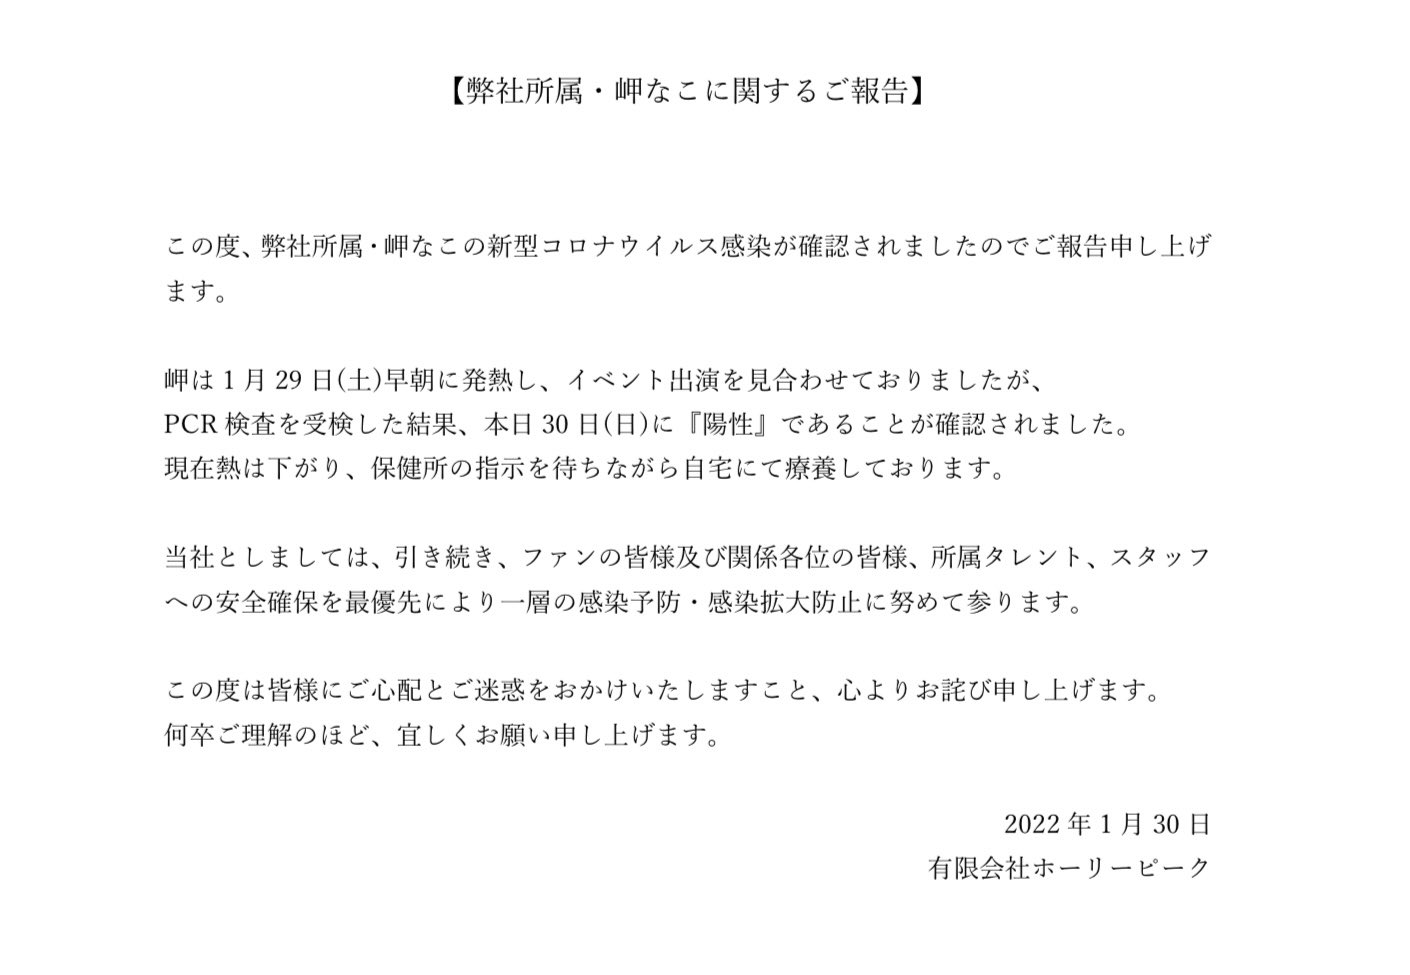 【弊社所属・岬なこに関するご報告】
この度、弊社所属・岬なこの新型コロナウイルス感染が確認されましたのでご報告申し上げ
ます。
岬は 1 月 29 日(土)早朝に発熱し、イベント出演を見合わせておりましたが、
PCR 検査を受検した結果、本日 30 日(日)に『陽性』であることが確認されました。
現在熱は下がり、保健所の指示を待ちながら自宅にて療養しております。
当社としましては、引き続き、ファンの皆様及び関係各位の皆様、所属タレント、スタッフ
への安全確保を最優先により一層の感染予防・感染拡大防止に努めて参ります。
この度は皆様にご心配とご迷惑をおかけいたしますこと、心よりお詫び申し上げます。
何卒ご理解のほど、宜しくお願い申し上げます。
2022 年 1 月 30 日
有限会社ホーリーピーク